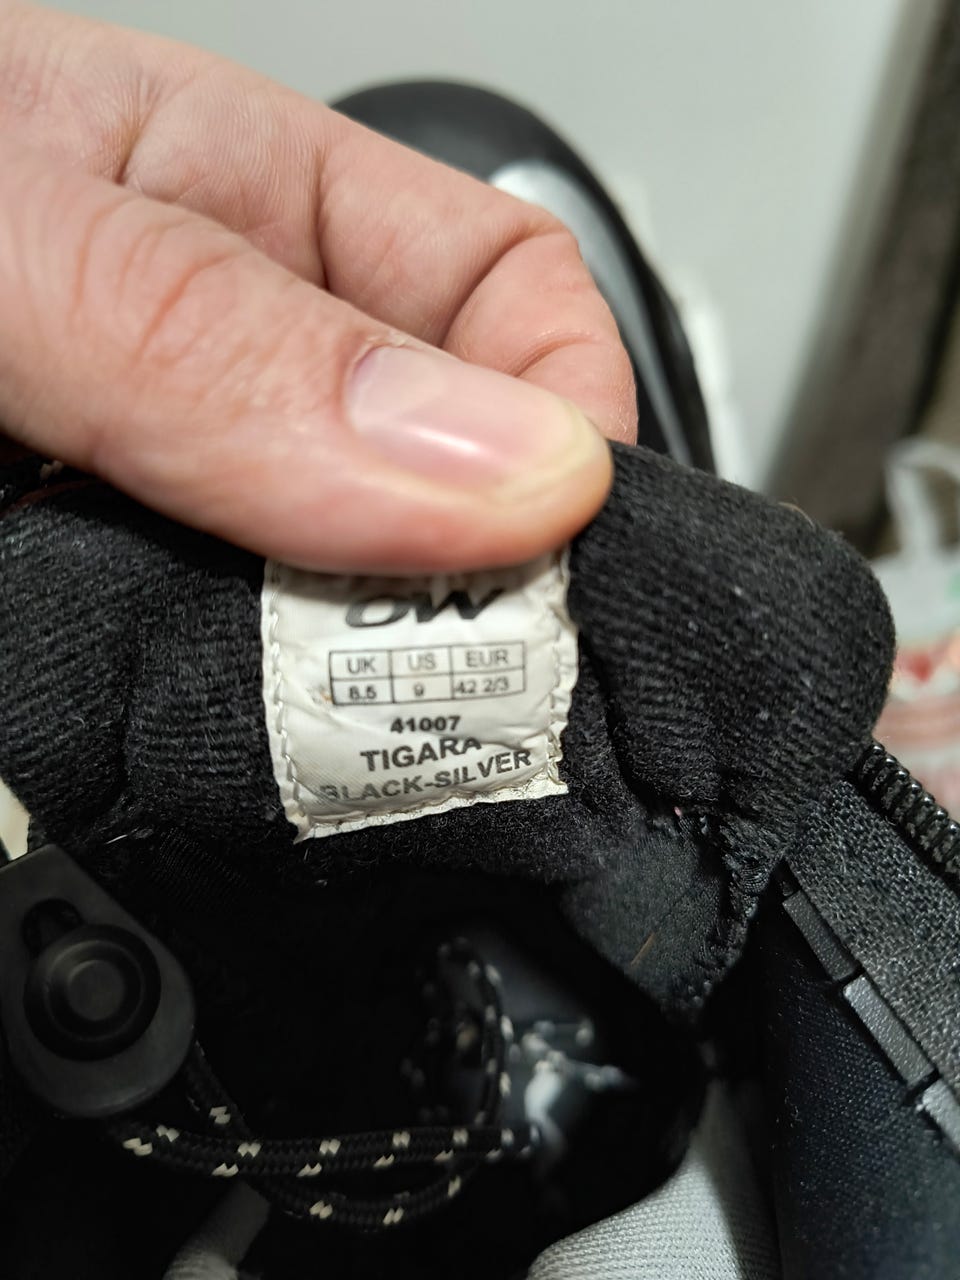 OW
UK US EUR
8.5 9 42 2/3
41007
TIGARA
BLACK-SILVER